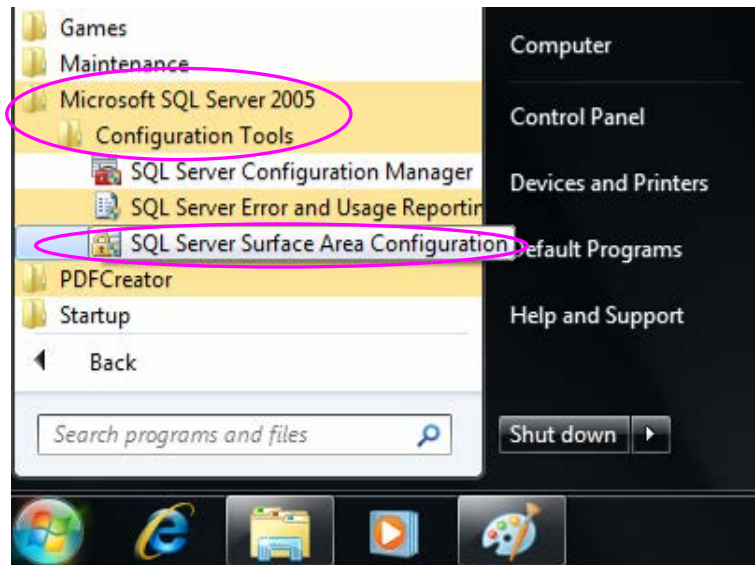 Games
Maintenance
Microsoft SQL Server 2005
Configuration Tools
SQL Server Configuration Manager
SQL Server Error and Usage Reportin
SQL Server Surface Area Configuration
PDFCreator
Startup
Back
Search programs and files
Computer
Control Panel
Devices and Printers
Default Programs
Help and Support
Shut down